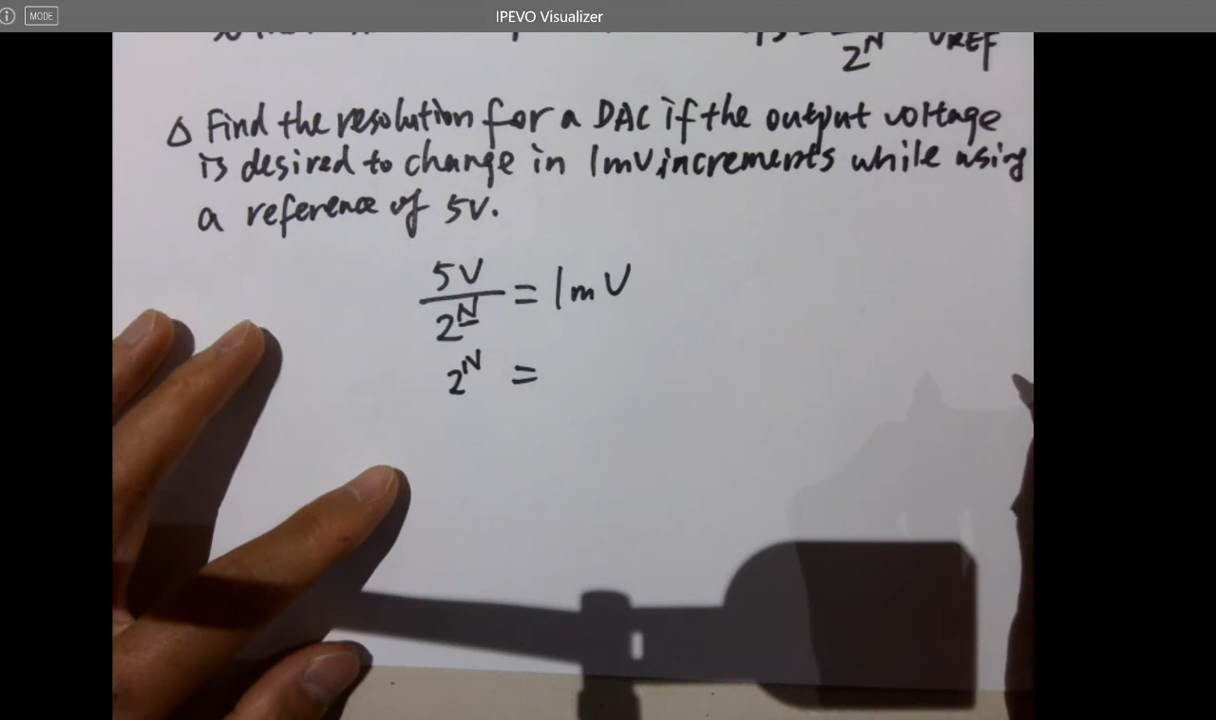 MODE
IPEVO Visualizer
2^N VREF
△ Find the resolution for a DAC if the output voltage
is desired to change in 1mV increments while using
a reference of 5V.
5V
—— = 1mV
2^N
2^N =